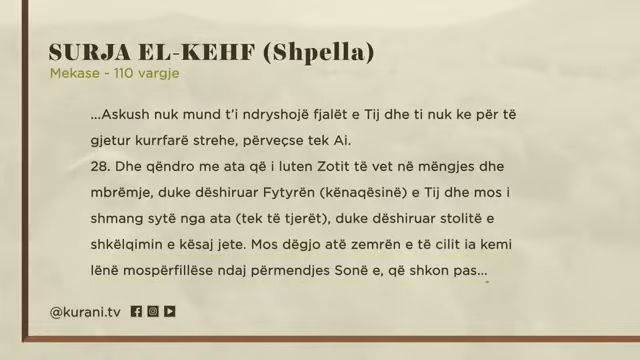 SURJA EL-KEHF (Shpella)
Mekase - 110 vargje
...Askush nuk mund t'i ndryshojë fjalët e Tij dhe ti nuk ke për të
gjetur kurrfarë strehe, përveçse tek Ai.
28. Dhe qëndro me ata që i luten Zotit të vet në mëngjes dhe
mbrëmje, duke dëshiruar Fytyrën (kënaqësinë) e Tij dhe mos i
shmang sytë nga ata (tek të tjerët), duke dëshiruar stolitë e
shkëlqimin e kësaj jete. Mos dëgjo atë zemrën e të cilit ia kemi
lënë mospërfillëse ndaj përmendjes Sonë e, që shkon pas...
@kurani.tv